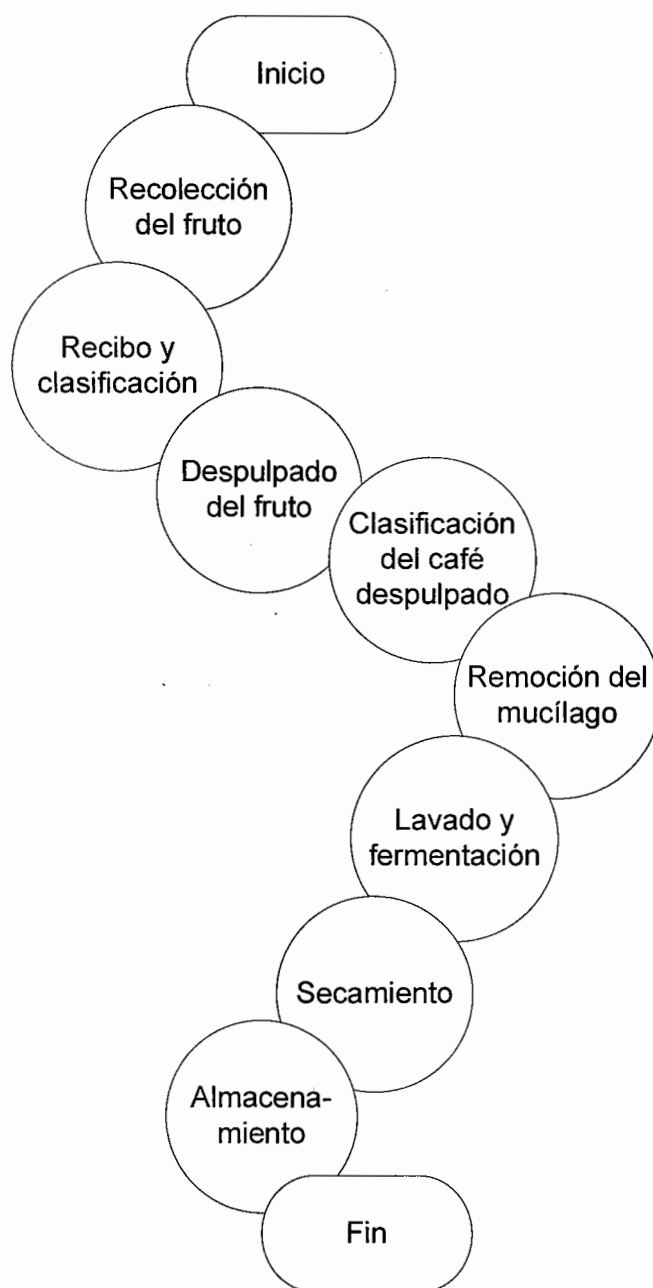 Inicio
Recolección
del fruto
Recibo y
clasificación
Despulpado
del fruto
Clasificación
del café
despulpado
Remoción del
mucílago
Lavado y
fermentación
Secamiento
Almacena-
miento
Fin